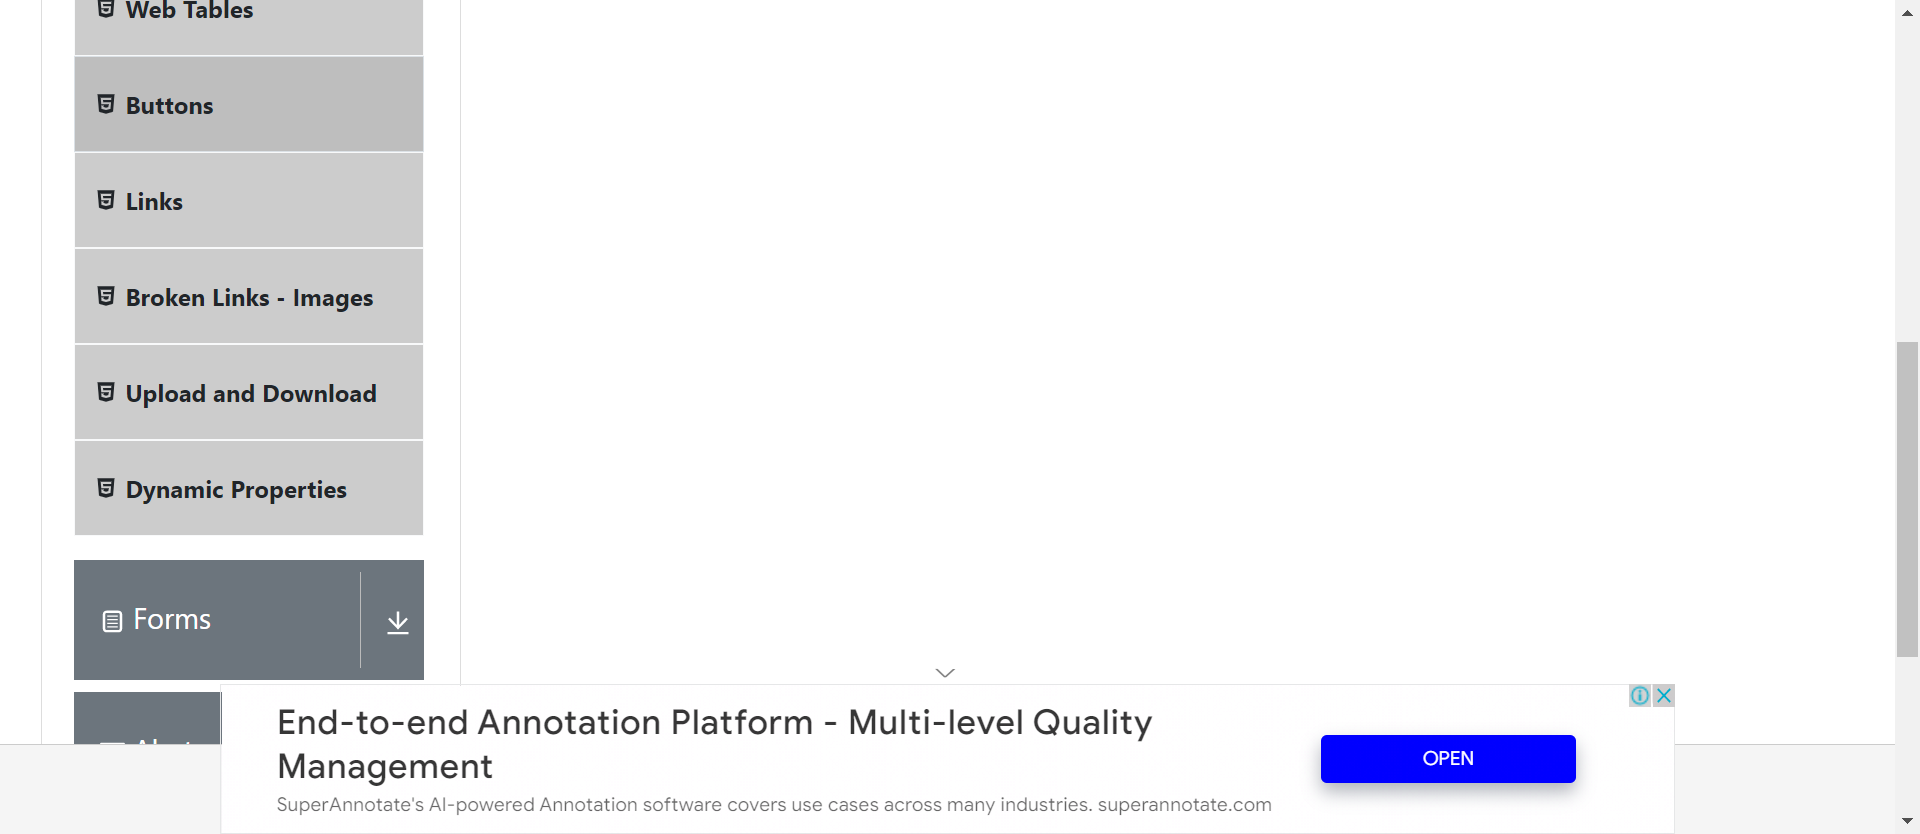 Web Tables
Buttons
Links
Broken Links - Images
Upload and Download
Dynamic Properties
Forms
End-to-end Annotation Platform - Multi-level Quality
Management
OPEN
SuperAnnotate's AI-powered Annotation software covers use cases across many industries. superannotate.com